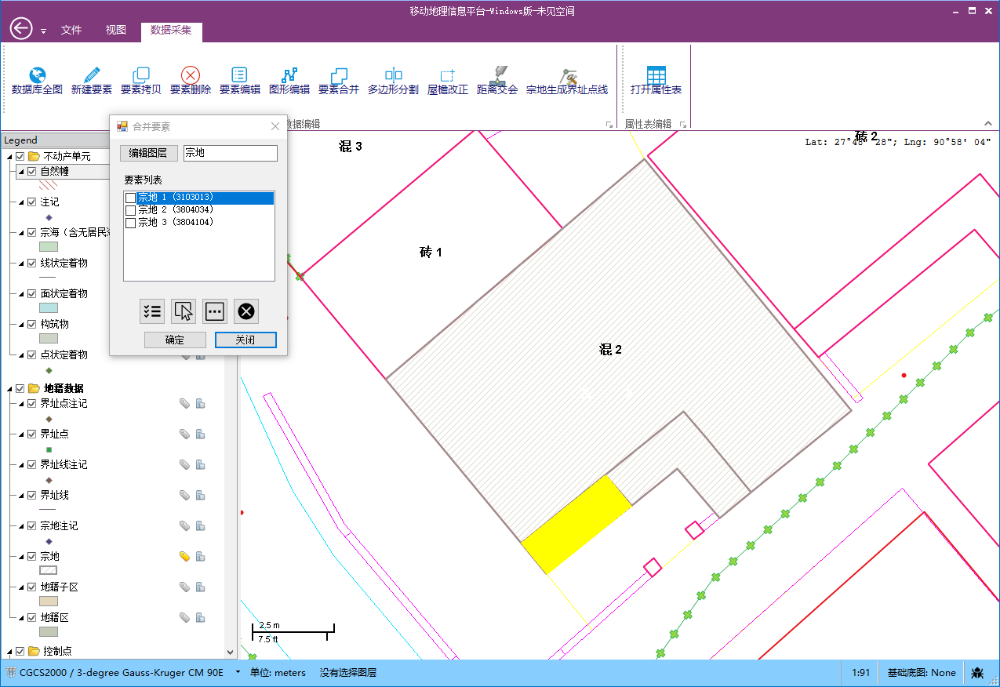 移动地理信息平台-Windows版-未见空间
文件 视图 数据采集
数据库全图 新建要素 要素拷贝 要素删除 要素编辑 图形编辑 要素合并 多边形分割 屋檐改正 距离交会 宗地生成界址点线 打开属性表
数据编辑 属性表编辑
合并要素
编辑图层 宗地
要素列表
宗地 1 (3103013)
宗地 2 (3804034)
宗地 3 (3804104)
确定 关闭
Legend
不动产单元
自然幢
注记
宗海（含无居民
线状定着物
面状定着物
构筑物
点状定着物
地籍数据
界址点注记
界址点
界址线注记
界址线
宗地注记
宗地
地籍子区
地籍区
控制点
混 3
砖 2
Lat: 27°48' 28"; Lng: 90°58' 04"
砖 1
混 2
2.5 m
7.5 ft
CGCS2000 / 3-degree Gauss-Kruger CM 90E 单位: meters 没有选择图层 1:91 基础底图: None